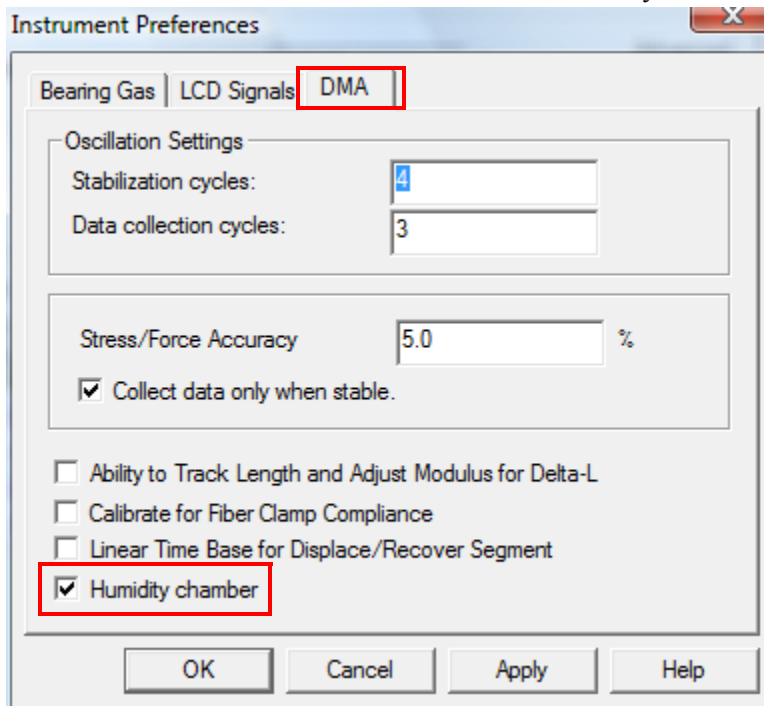 Instrument Preferences
Bearing Gas LCD Signals DMA
Oscillation Settings
Stabilization cycles: 4
Data collection cycles: 3
Stress/Force Accuracy 5.0 %
Collect data only when stable.
Ability to Track Length and Adjust Modulus for Delta-L
Calibrate for Fiber Clamp Compliance
Linear Time Base for Displace/Recover Segment
Humidity chamber
OK Cancel Apply Help